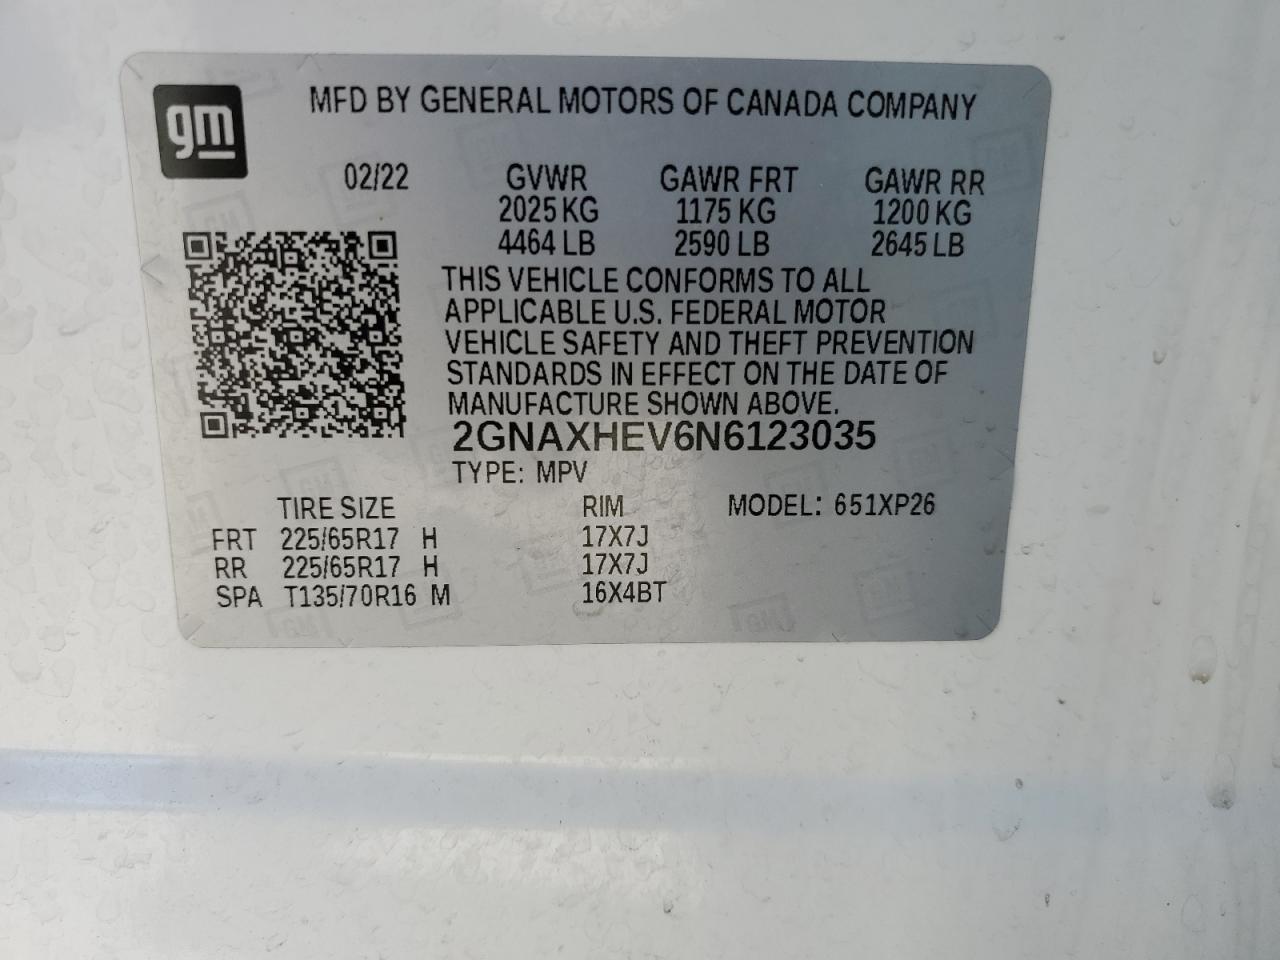 gm
MFD BY GENERAL MOTORS OF CANADA COMPANY
02/22 GVWR GAWR FRT GAWR RR
2025 KG 1175 KG 1200 KG
4464 LB 2590 LB 2645 LB
THIS VEHICLE CONFORMS TO ALL
APPLICABLE U.S. FEDERAL MOTOR
VEHICLE SAFETY AND THEFT PREVENTION
STANDARDS IN EFFECT ON THE DATE OF
MANUFACTURE SHOWN ABOVE.
2GNAXHEV6N6123035
TYPE: MPV
TIRE SIZE RIM MODEL: 651XP26
FRT 225/65R17 H 17X7J
RR 225/65R17 H 17X7J
SPA T135/70R16 M 16X4BT